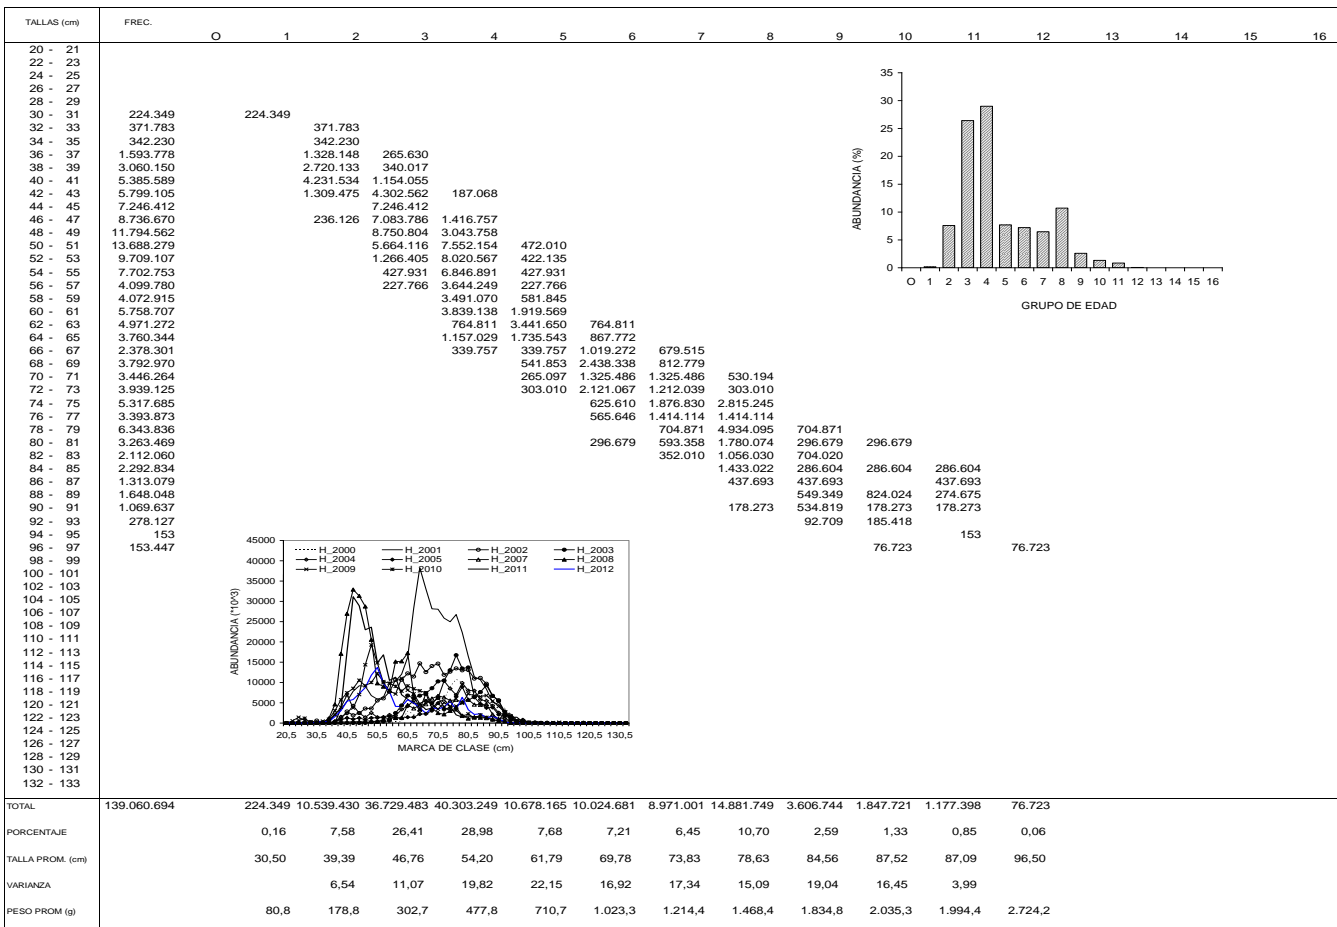 TALLAS (cm) FREC.
O 1 2 3 4 5 6 7 8 9 10 11 12 13 14 15 16
20 - 21
22 - 23
24 - 25
26 - 27
28 - 29
30 - 31 224.349 224.349
32 - 33 371.783 371.783
34 - 35 342.230 342.230
36 - 37 1.593.778 1.328.148 265.630
38 - 39 3.060.150 2.720.133 340.017
40 - 41 5.385.589 4.231.534 1.154.055
42 - 43 5.799.105 1.309.475 4.302.562 187.068
44 - 45 7.246.412 7.246.412
46 - 47 8.736.670 236.126 7.083.786 1.416.757
48 - 49 11.794.562 8.750.804 3.043.758
50 - 51 13.688.279 5.664.116 7.552.154 472.010
52 - 53 9.709.107 1.266.405 8.020.567 422.135
54 - 55 7.702.753 427.931 6.846.891 427.931
56 - 57 4.099.780 227.766 3.644.249 227.766
58 - 59 4.072.915 3.491.070 581.845
60 - 61 5.758.707 3.839.138 1.919.569
62 - 63 4.971.272 764.811 3.441.650 764.811
64 - 65 3.760.344 1.157.029 1.735.543 867.772
66 - 67 2.378.301 339.757 339.757 1.019.272 679.515
68 - 69 3.792.970 541.853 2.438.338 812.779
70 - 71 3.446.264 265.097 1.325.486 1.325.486 530.194
72 - 73 3.939.125 303.010 2.121.067 1.212.039 303.010
74 - 75 5.317.685 625.610 1.876.830 2.815.245
76 - 77 3.393.873 565.646 1.414.114 1.414.114
78 - 79 6.343.836 704.871 4.934.095 704.871
80 - 81 3.263.469 296.679 593.358 1.780.074 296.679 296.679
82 - 83 2.112.060 352.010 1.056.030 704.020
84 - 85 2.292.834 1.433.022 286.604 286.604 286.604
86 - 87 1.313.079 437.693 437.693 437.693
88 - 89 1.648.048 549.349 824.024 274.675
90 - 91 1.069.637 178.273 534.819 178.273 178.273
92 - 93 278.127 92.709 185.418
94 - 95 153 153
96 - 97 153.447 76.723 76.723
98 - 99
100 - 101
102 - 103
104 - 105
106 - 107
108 - 109
110 - 111
112 - 113
114 - 115
116 - 117
118 - 119
120 - 121
122 - 123
124 - 125
126 - 127
128 - 129
130 - 131
132 - 133
35
30
25
20
15
10
5
0
ABUNDANCIA (%)
O 1 2 3 4 5 6 7 8 9 10 11 12 13 14 15 16
GRUPO DE EDAD
45000
40000
35000
30000
25000
20000
15000
10000
5000
0
ABUNDANCIA (*10^3)
H_2000 H_2001 H_2002 H_2003
H_2004 H_2005 H_2007 H_2008
H_2009 H_2010 H_2011 H_2012
20,5 30,5 40,5 50,5 60,5 70,5 80,5 90,5 100,5 110,5 120,5 130,5
MARCA DE CLASE (cm)
TOTAL 139.060.694 224.349 10.539.430 36.729.483 40.303.249 10.678.165 10.024.681 8.971.001 14.881.749 3.606.744 1.847.721 1.177.398 76.723
PORCENTAJE 0,16 7,58 26,41 28,98 7,68 7,21 6,45 10,70 2,59 1,33 0,85 0,06
TALLA PROM. (cm) 30,50 39,39 46,76 54,20 61,79 69,78 73,83 78,63 84,56 87,52 87,09 96,50
VARIANZA 6,54 11,07 19,82 22,15 16,92 17,34 15,09 19,04 16,45 3,99
PESO PROM (g) 80,8 178,8 302,7 477,8 710,7 1.023,3 1.214,4 1.468,4 1.834,8 2.035,3 1.994,4 2.724,2